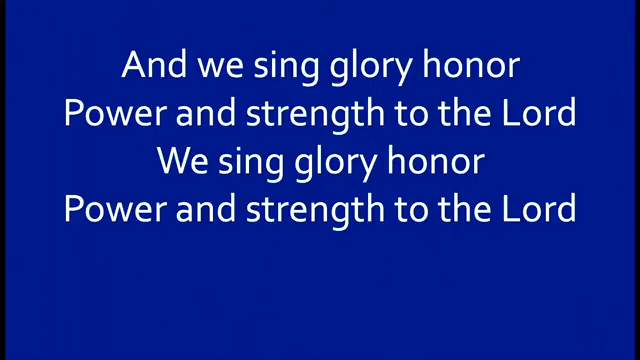 And we sing glory honor
Power and strength to the Lord
We sing glory honor
Power and strength to the Lord